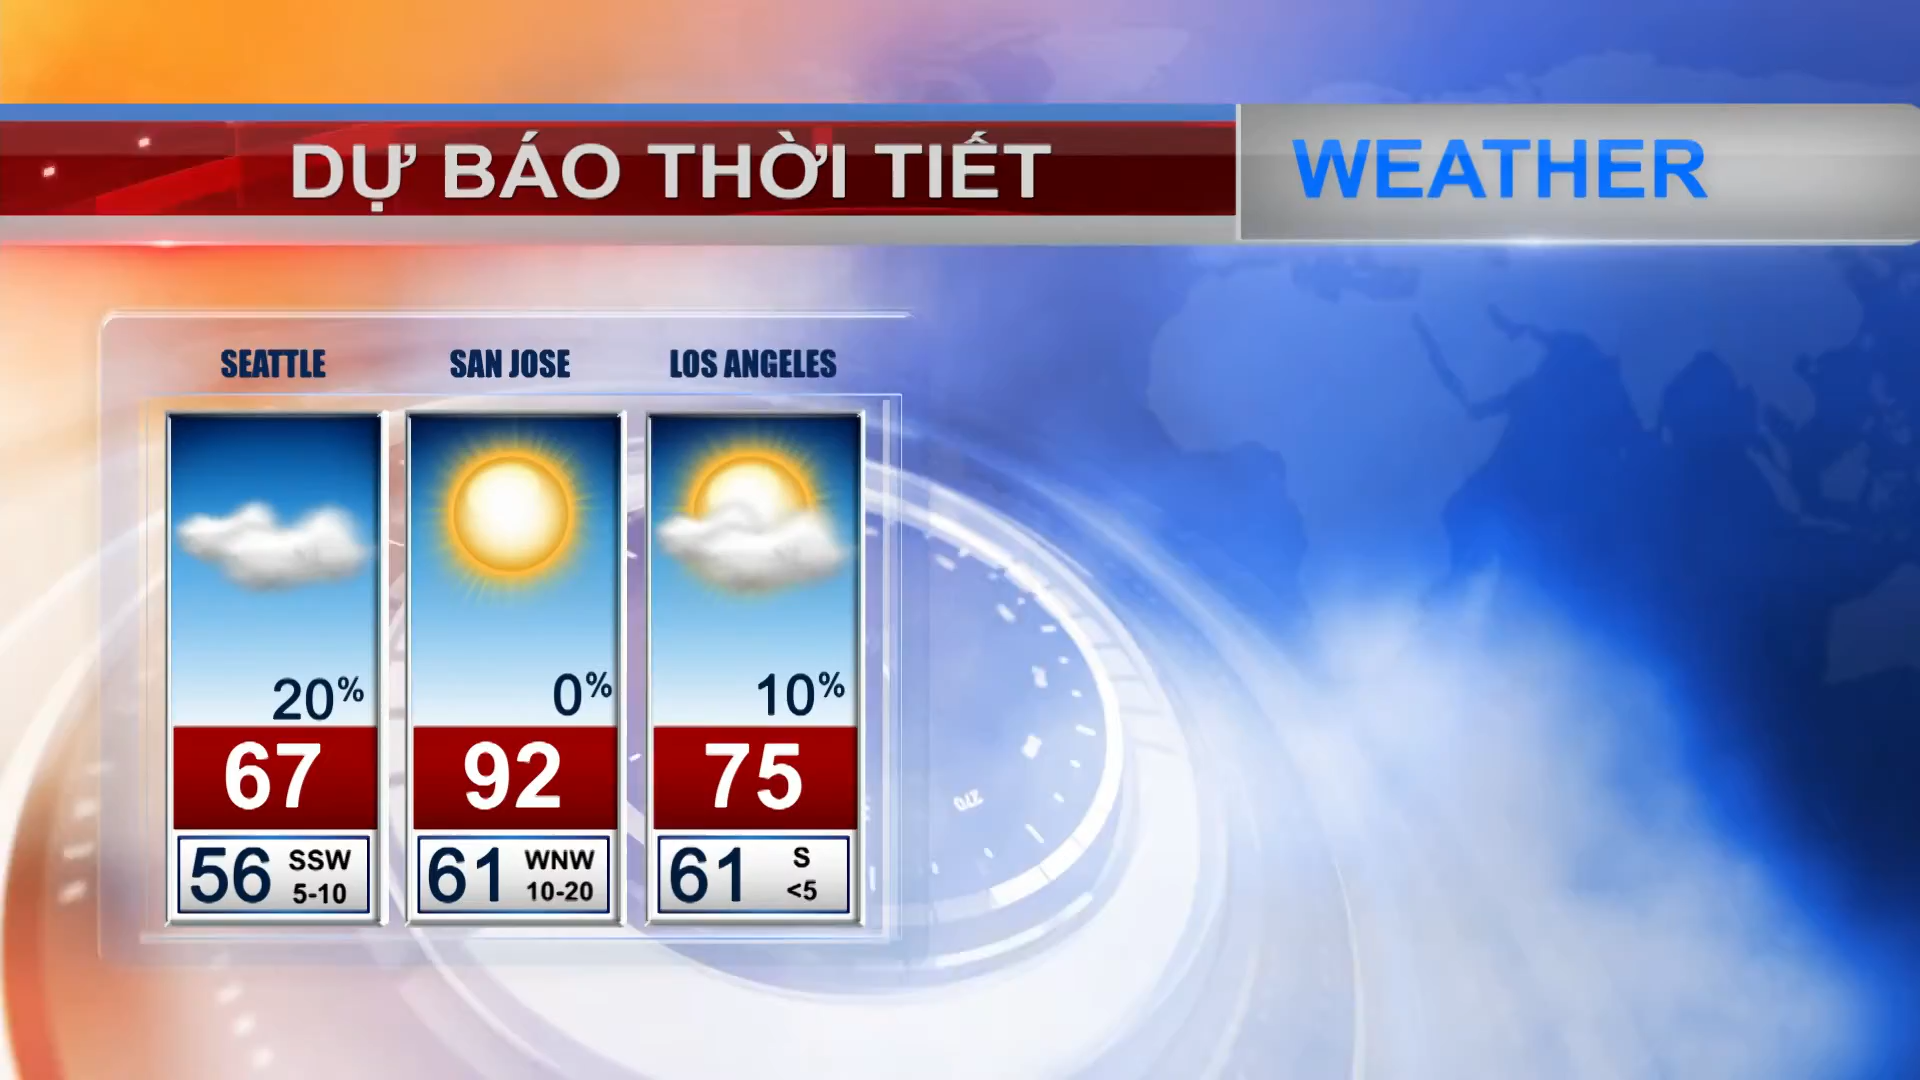 DỰ BÁO THỜI TIẾT
WEATHER
SEATTLE
SAN JOSE
LOS ANGELES
20%
0%
10%
67
92
75
56
SSW
5-10
61
WNW
10-20
61
S
<5
270